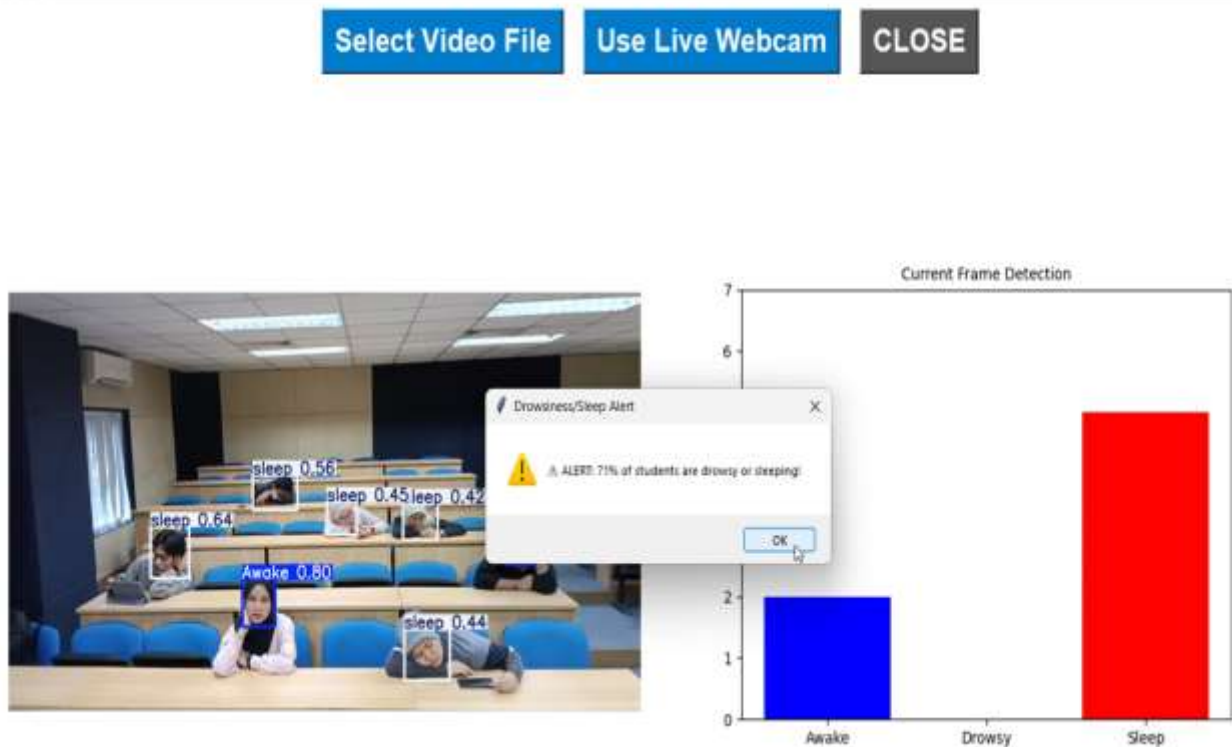 Select Video File
Use Live Webcam
CLOSE
Current Frame Detection
7
6
Drowsiness/Sleep Alert
⚠ ALERT: 71% of students are drowsy or sleeping!
OK
sleep 0.56
sleep 0.45
leep 0.42
sleep 0.64
Awake 0.80
sleep 0.44
2
1
0
Awake
Drowsy
Sleep